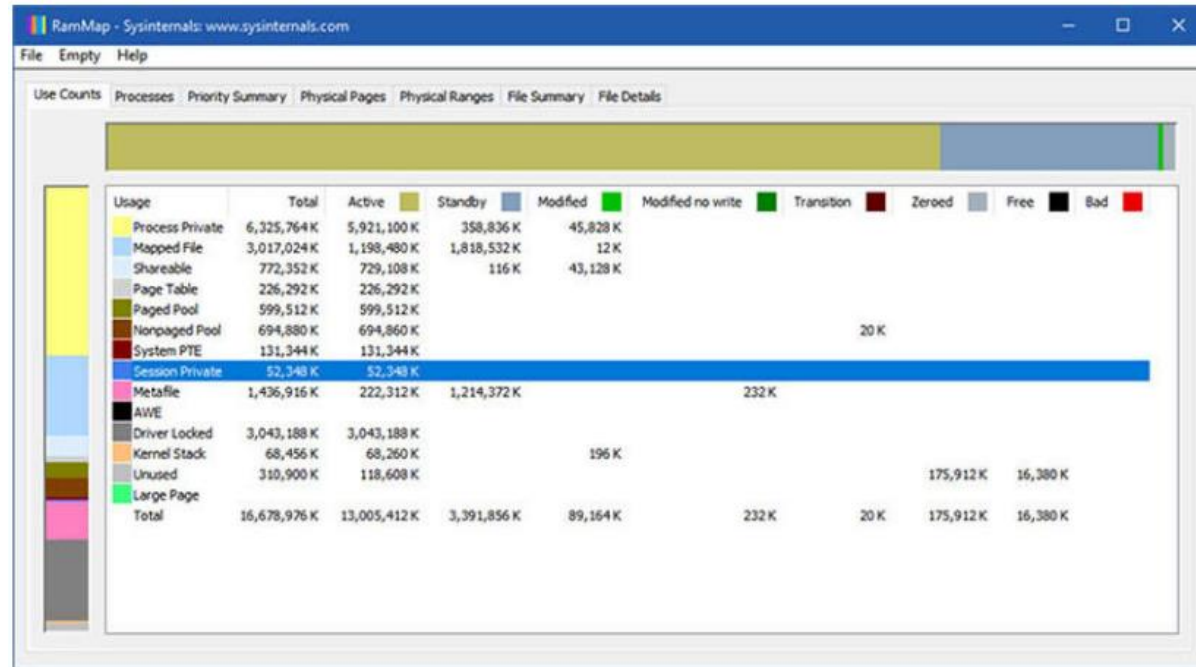 RamMap - Sysinternals: www.sysinternals.com
File Empty Help
Use Counts Processes Priority Summary Physical Pages Physical Ranges File Summary File Details
Usage Total Active Standby Modified Modified no write Transition Zeroed Free Bad
Process Private 6,325,764 K 5,921,100 K 358,836 K 45,828 K
Mapped File 3,017,024 K 1,198,480 K 1,818,532 K 12 K
Shareable 772,352 K 729,108 K 116 K 43,128 K
Page Table 226,292 K 226,292 K
Paged Pool 599,512 K 599,512 K
Nonpaged Pool 694,880 K 694,860 K 20 K
System PTE 131,344 K 131,344 K
Session Private 52,348 K 52,348 K
Metafile 1,436,916 K 222,312 K 1,214,372 K 232 K
AWE
Driver Locked 3,043,188 K 3,043,188 K
Kernel Stack 68,456 K 68,260 K 196 K
Unused 310,900 K 118,608 K 175,912 K 16,380 K
Large Page
Total 16,678,976 K 13,005,412 K 3,391,856 K 89,164 K 232 K 20 K 175,912 K 16,380 K